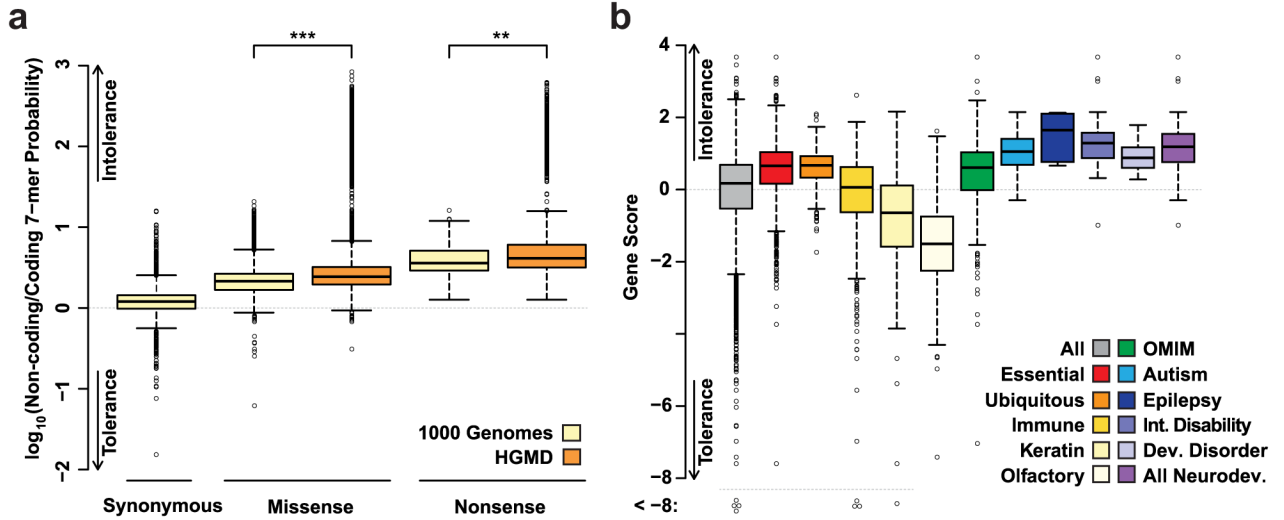 a
log10(Non-coding/Coding 7-mer Probability)
3
2
1
0
−1
−2
Intolerance
Tolerance
***
**
1000 Genomes
HGMD
Synonymous
Missense
Nonsense
b
Gene Score
4
2
0
−2
−6
−8
< −8:
Intolerance
Tolerance
All
OMIM
Essential
Autism
Ubiquitous
Epilepsy
Immune
Int. Disability
Keratin
Dev. Disorder
Olfactory
All Neurodev.